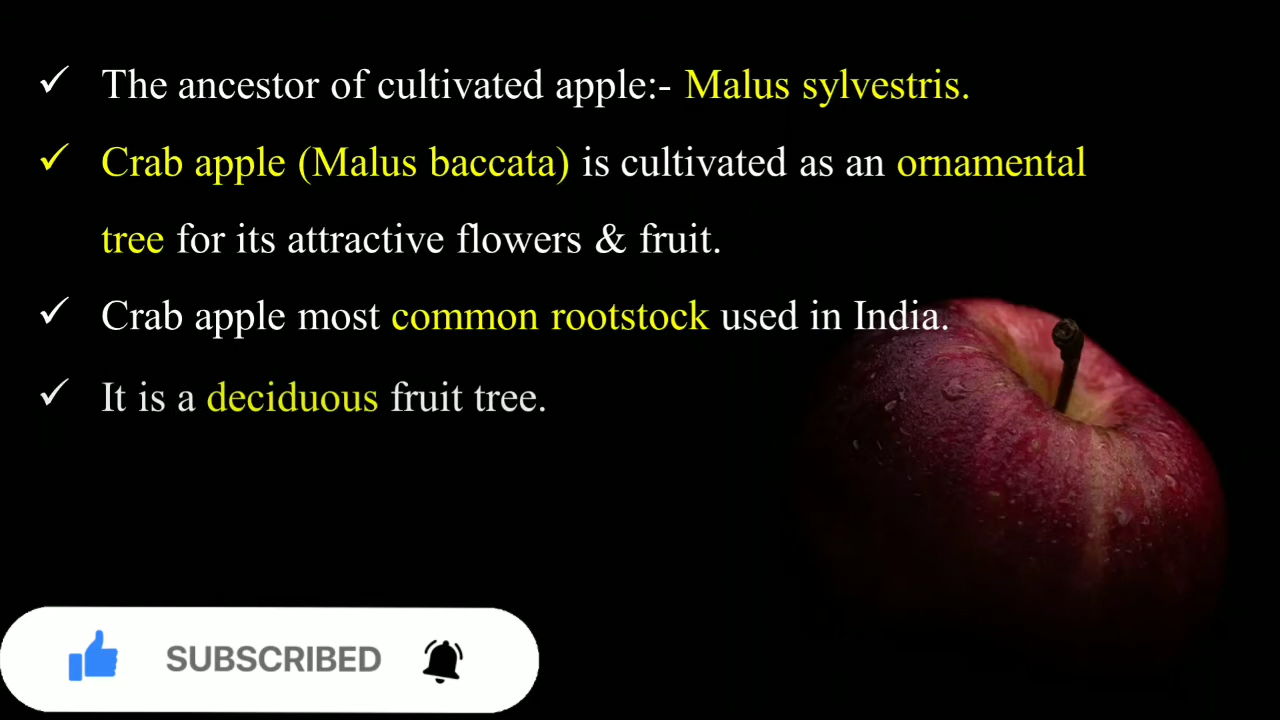 ✓ The ancestor of cultivated apple:- Malus sylvestris.
✓ Crab apple (Malus baccata) is cultivated as an ornamental
tree for its attractive flowers & fruit.
✓ Crab apple most common rootstock used in India.
✓ It is a deciduous fruit tree.
SUBSCRIBED